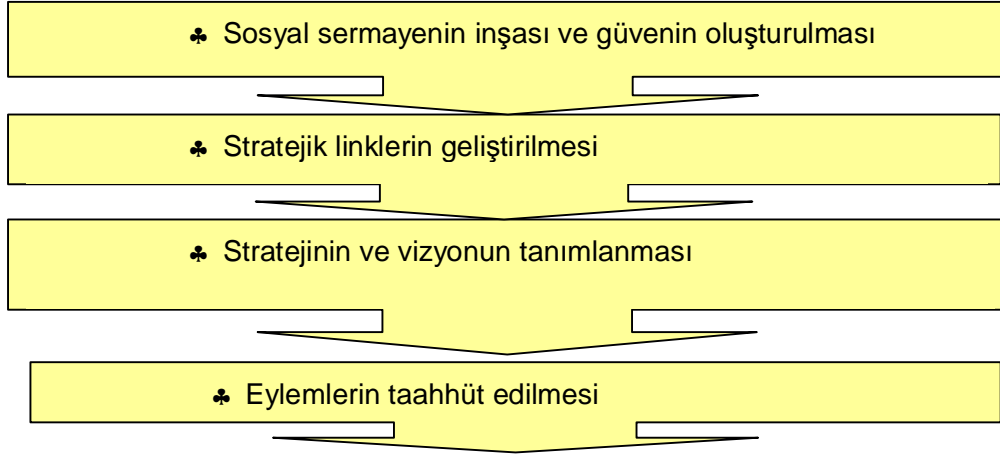 ♣ Sosyal sermayenin inşası ve güvenin oluşturulması
♣ Stratejik linklerin geliştirilmesi
♣ Stratejinin ve vizyonun tanımlanması
♣ Eylemlerin taahhüt edilmesi